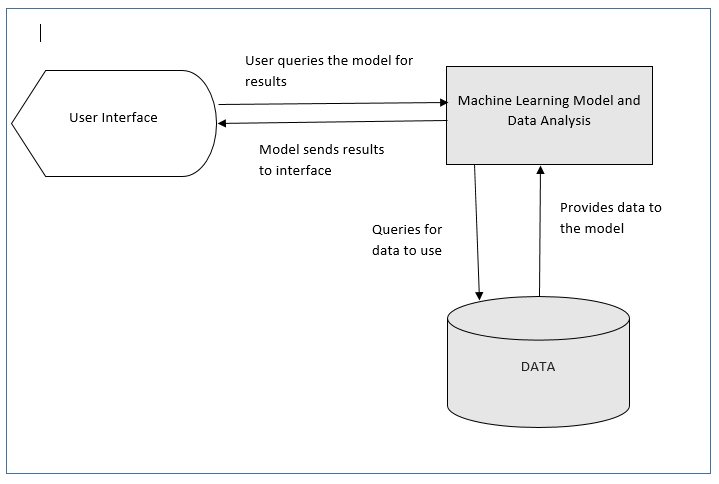 User queries the model for
results
User Interface
Machine Learning Model and
Data Analysis
Model sends results
to interface
Queries for
data to use
Provides data to
the model
DATA